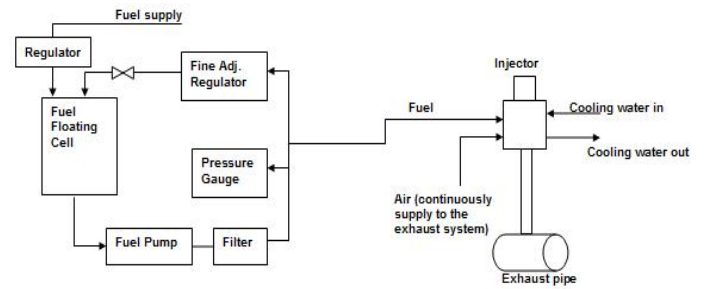 Fuel supply
Regulator
Fine Adj.
Regulator
Injector
Fuel
Floating
Cell
Fuel
Cooling water in
Cooling water out
Pressure
Gauge
Air (continuously
supply to the
exhaust system)
Fuel Pump
Filter
Exhaust pipe